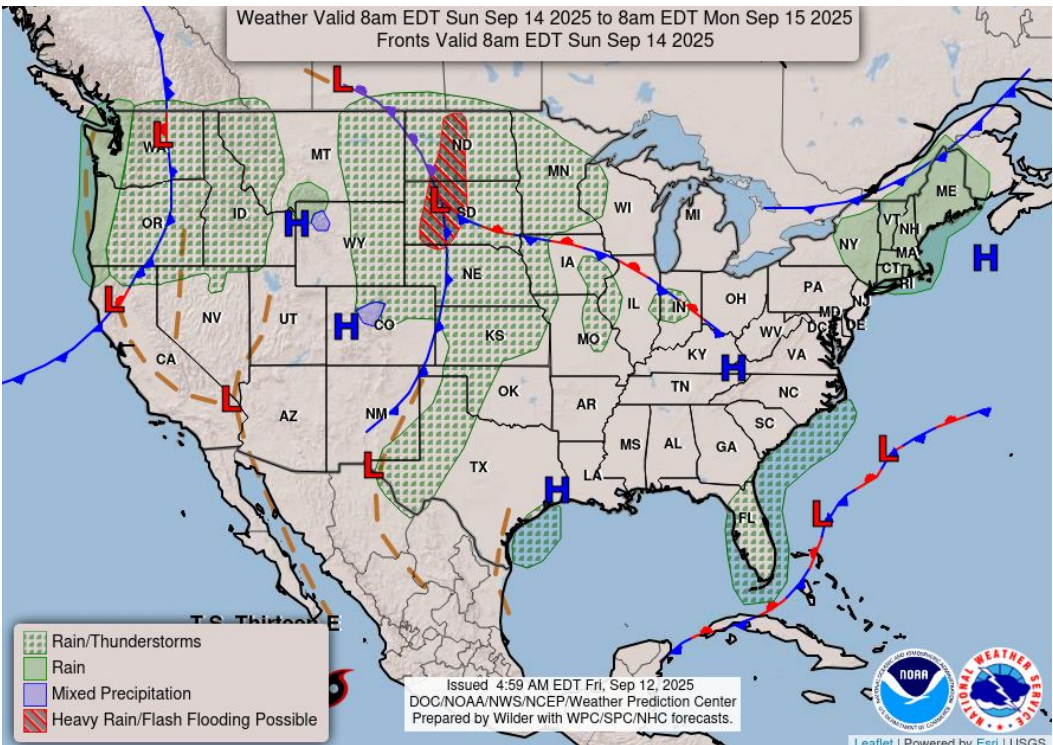 Weather Valid 8am EDT Sun Sep 14 2025 to 8am EDT Mon Sep 15 2025
Fronts Valid 8am EDT Sun Sep 14 2025
L
L
WA
MT
ND
MN
ME
L
SD
WI
MI
VT
NH
OR
ID
H
WY
NY
MA
CT
RI
H
L
NE
IA
PA
NJ
NV
UT
H
CO
IL
IN
OH
MD
DC
DE
KS
MO
WV
VA
CA
KY
H
L
AZ
NM
OK
AR
TN
NC
SC
L
TX
MS
AL
GA
LA
H
L
FL
L
T.S. Thirteen-E
Rain/Thunderstorms
Rain
Mixed Precipitation
Heavy Rain/Flash Flooding Possible
Issued 4:59 AM EDT Fri, Sep 12, 2025
DOC/NOAA/NWS/NCEP/Weather Prediction Center
Prepared by Wilder with WPC/SPC/NHC forecasts.
NOAA
NATIONAL WEATHER SERVICE
Leaflet | Powered by Esri | USGS